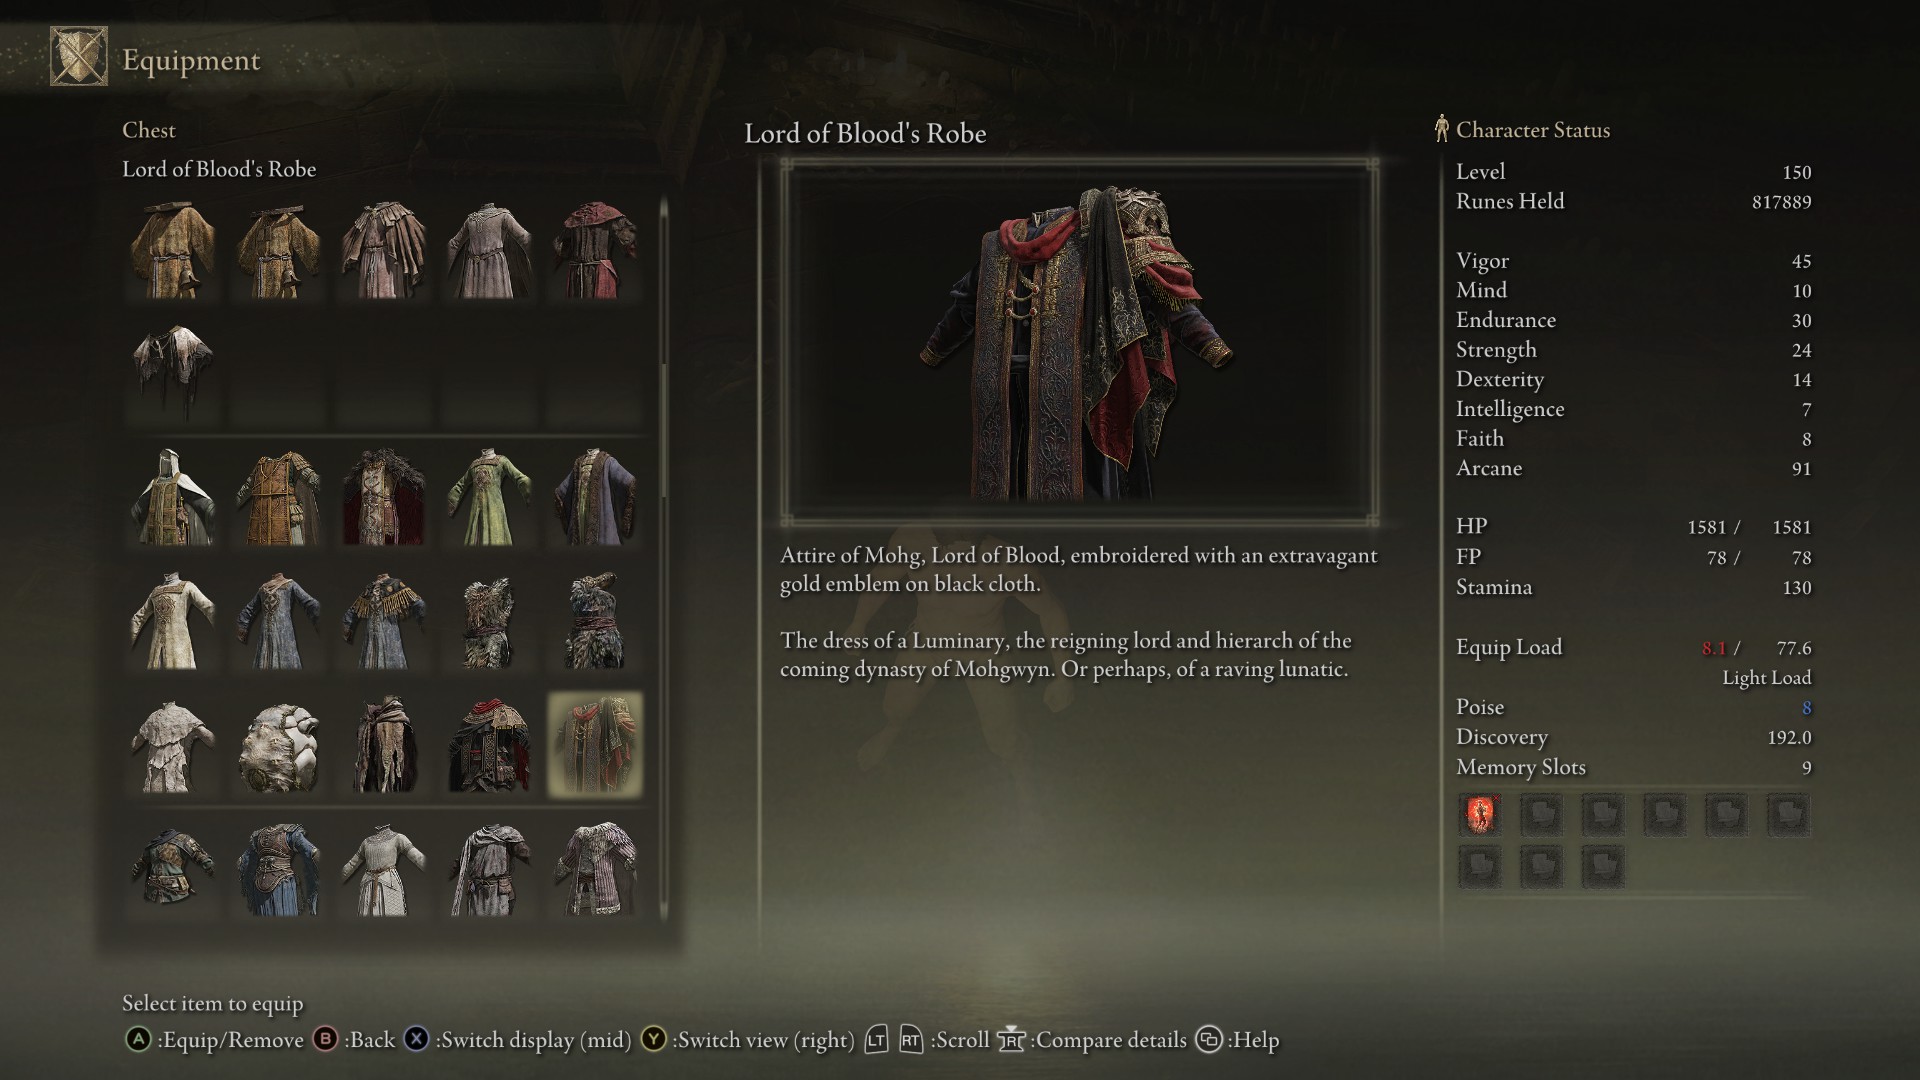 Equipment
Chest
Lord of Blood's Robe
Lord of Blood's Robe
Attire of Mohg, Lord of Blood, embroidered with an extravagant
gold emblem on black cloth.
The dress of a Luminary, the reigning lord and hierarch of the
coming dynasty of Mohgwyn. Or perhaps, of a raving lunatic.
Character Status
Level 150
Runes Held 817889
Vigor 45
Mind 10
Endurance 30
Strength 24
Dexterity 14
Intelligence 7
Faith 8
Arcane 91
HP 1581 / 1581
FP 78 / 78
Stamina 130
Equip Load 8.1 / 77.6
Light Load
Poise 8
Discovery 192.0
Memory Slots 9
Select item to equip
A :Equip/Remove B :Back X :Switch display (mid) Y :Switch view (right) LT RT :Scroll R :Compare details :Help